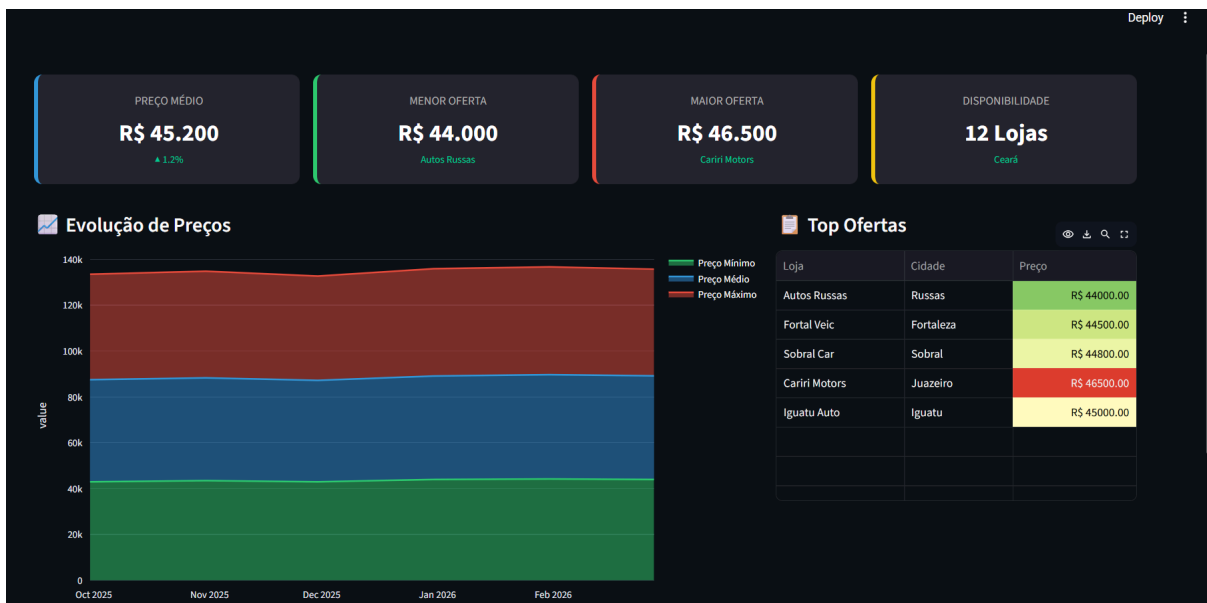 Deploy
PREÇO MÉDIO
R$ 45.200
▲ 1.2%
MENOR OFERTA
R$ 44.000
Autos Russas
MAIOR OFERTA
R$ 46.500
Cariri Motors
DISPONIBILIDADE
12 Lojas
Ceará
Evolução de Preços
140k
120k
100k
80k
60k
40k
20k
0
value
Oct 2025 Nov 2025 Dec 2025 Jan 2026 Feb 2026
Preço Mínimo
Preço Médio
Preço Máximo
Top Ofertas
Loja Cidade Preço
Autos Russas Russas R$ 44000.00
Fortal Veic Fortaleza R$ 44500.00
Sobral Car Sobral R$ 44800.00
Cariri Motors Juazeiro R$ 46500.00
Iguatu Auto Iguatu R$ 45000.00